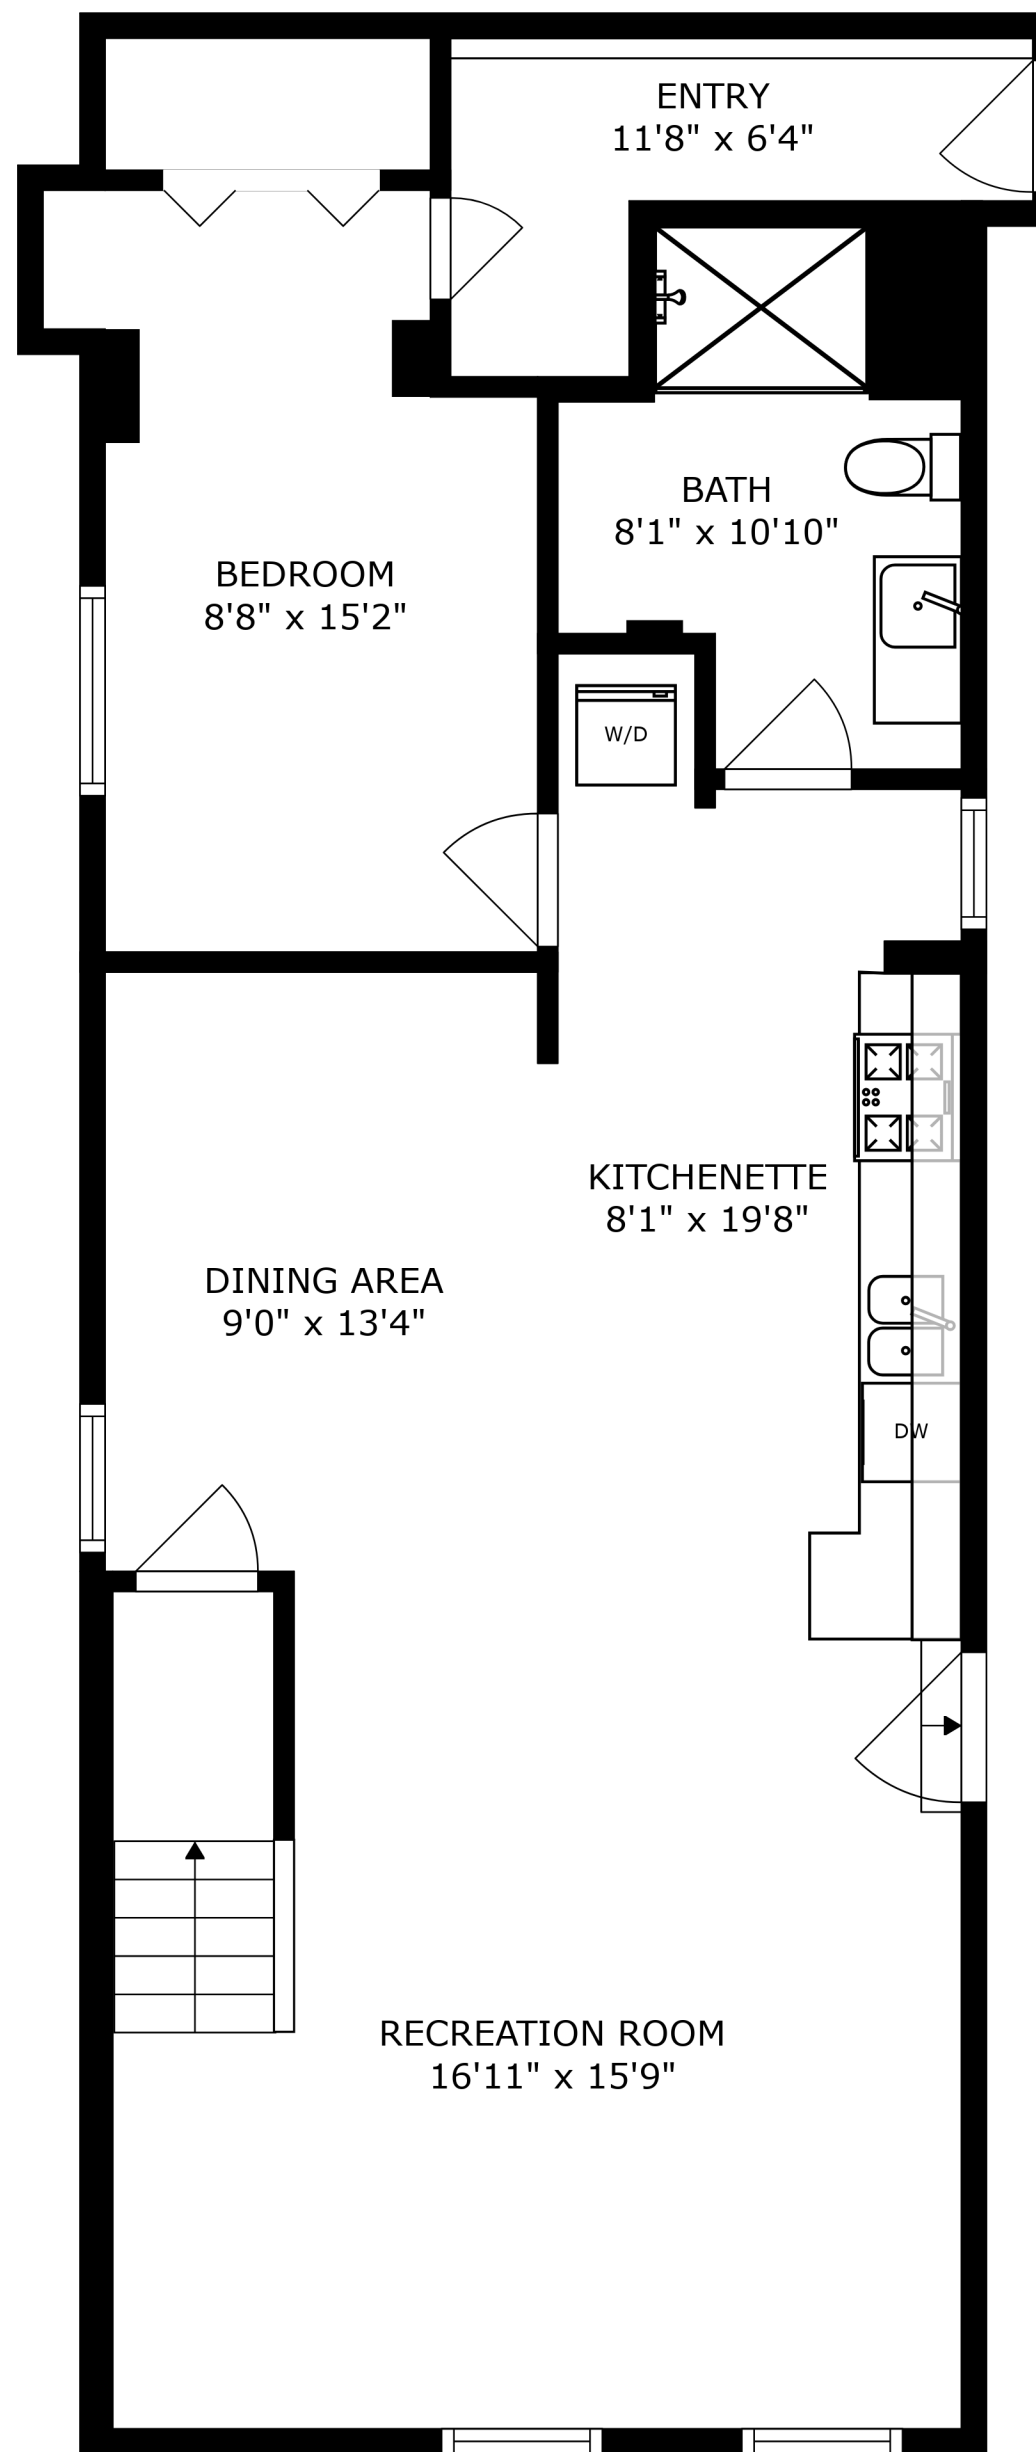 ENTRY
11'8" x 6'4"
BATH
8'1" x 10'10"
BEDROOM
8'8" x 15'2"
W/D
KITCHENETTE
8'1" x 19'8"
DINING AREA
9'0" x 13'4"
DW
RECREATION ROOM
16'11" x 15'9"